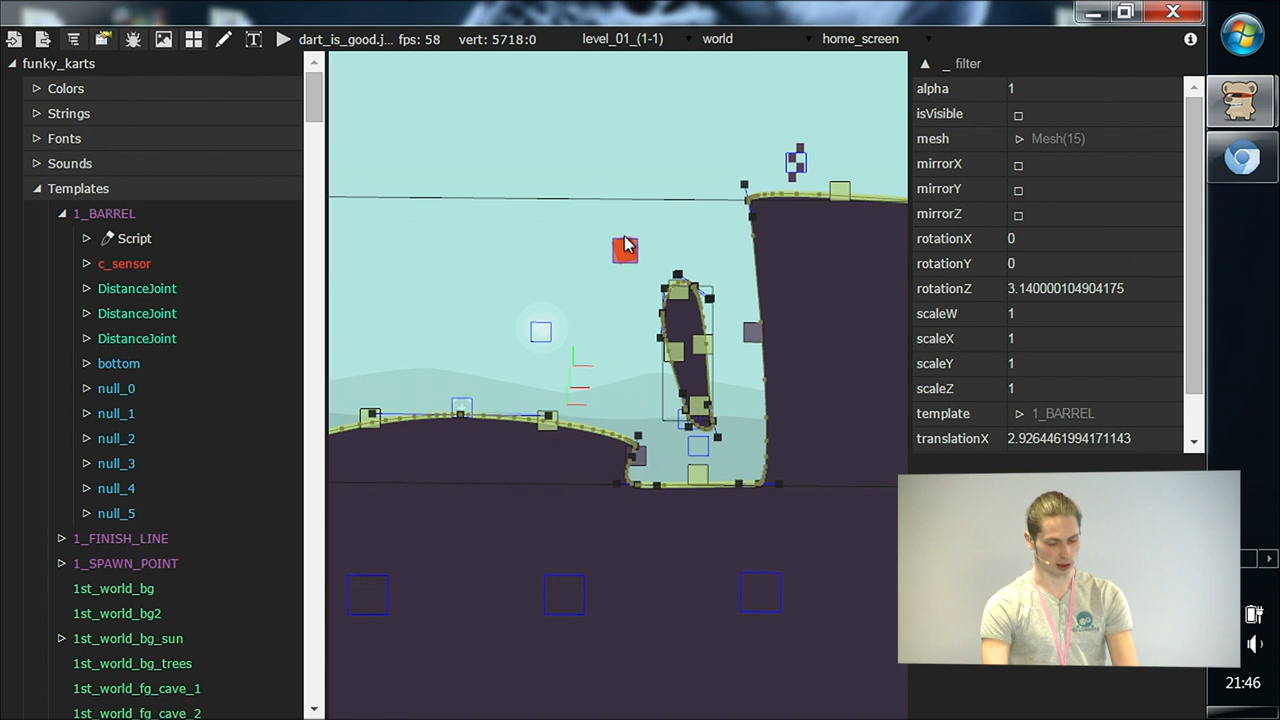 dart_is_good.j... fps: 58 vert: 5718:0 level_01_(1-1) world home_screen
funky_karts
Colors
Strings
Fonts
Sounds
Templates
1_BARREL
Script
c_sensor
DistanceJoint
DistanceJoint
DistanceJoint
bottom
null_0
null_1
null_2
null_3
null_4
null_5
1_FINISH_LINE
1_SPAWN_POINT
1st_world_bg
1st_world_bg2
1st_world_bg_sun
1st_world_bg_trees
1st_world_fg_cave_1
1st_world_fg_cave_2
_ filter
alpha 1
isVisible
mesh Mesh(15)
mirrorX
mirrorY
mirrorZ
rotationX 0
rotationY 0
rotationZ 3.140000104904175
scaleW 1
scaleX 1
scaleY 1
scaleZ 1
template 1_BARREL
translationX 2.9264461994171143
21:46